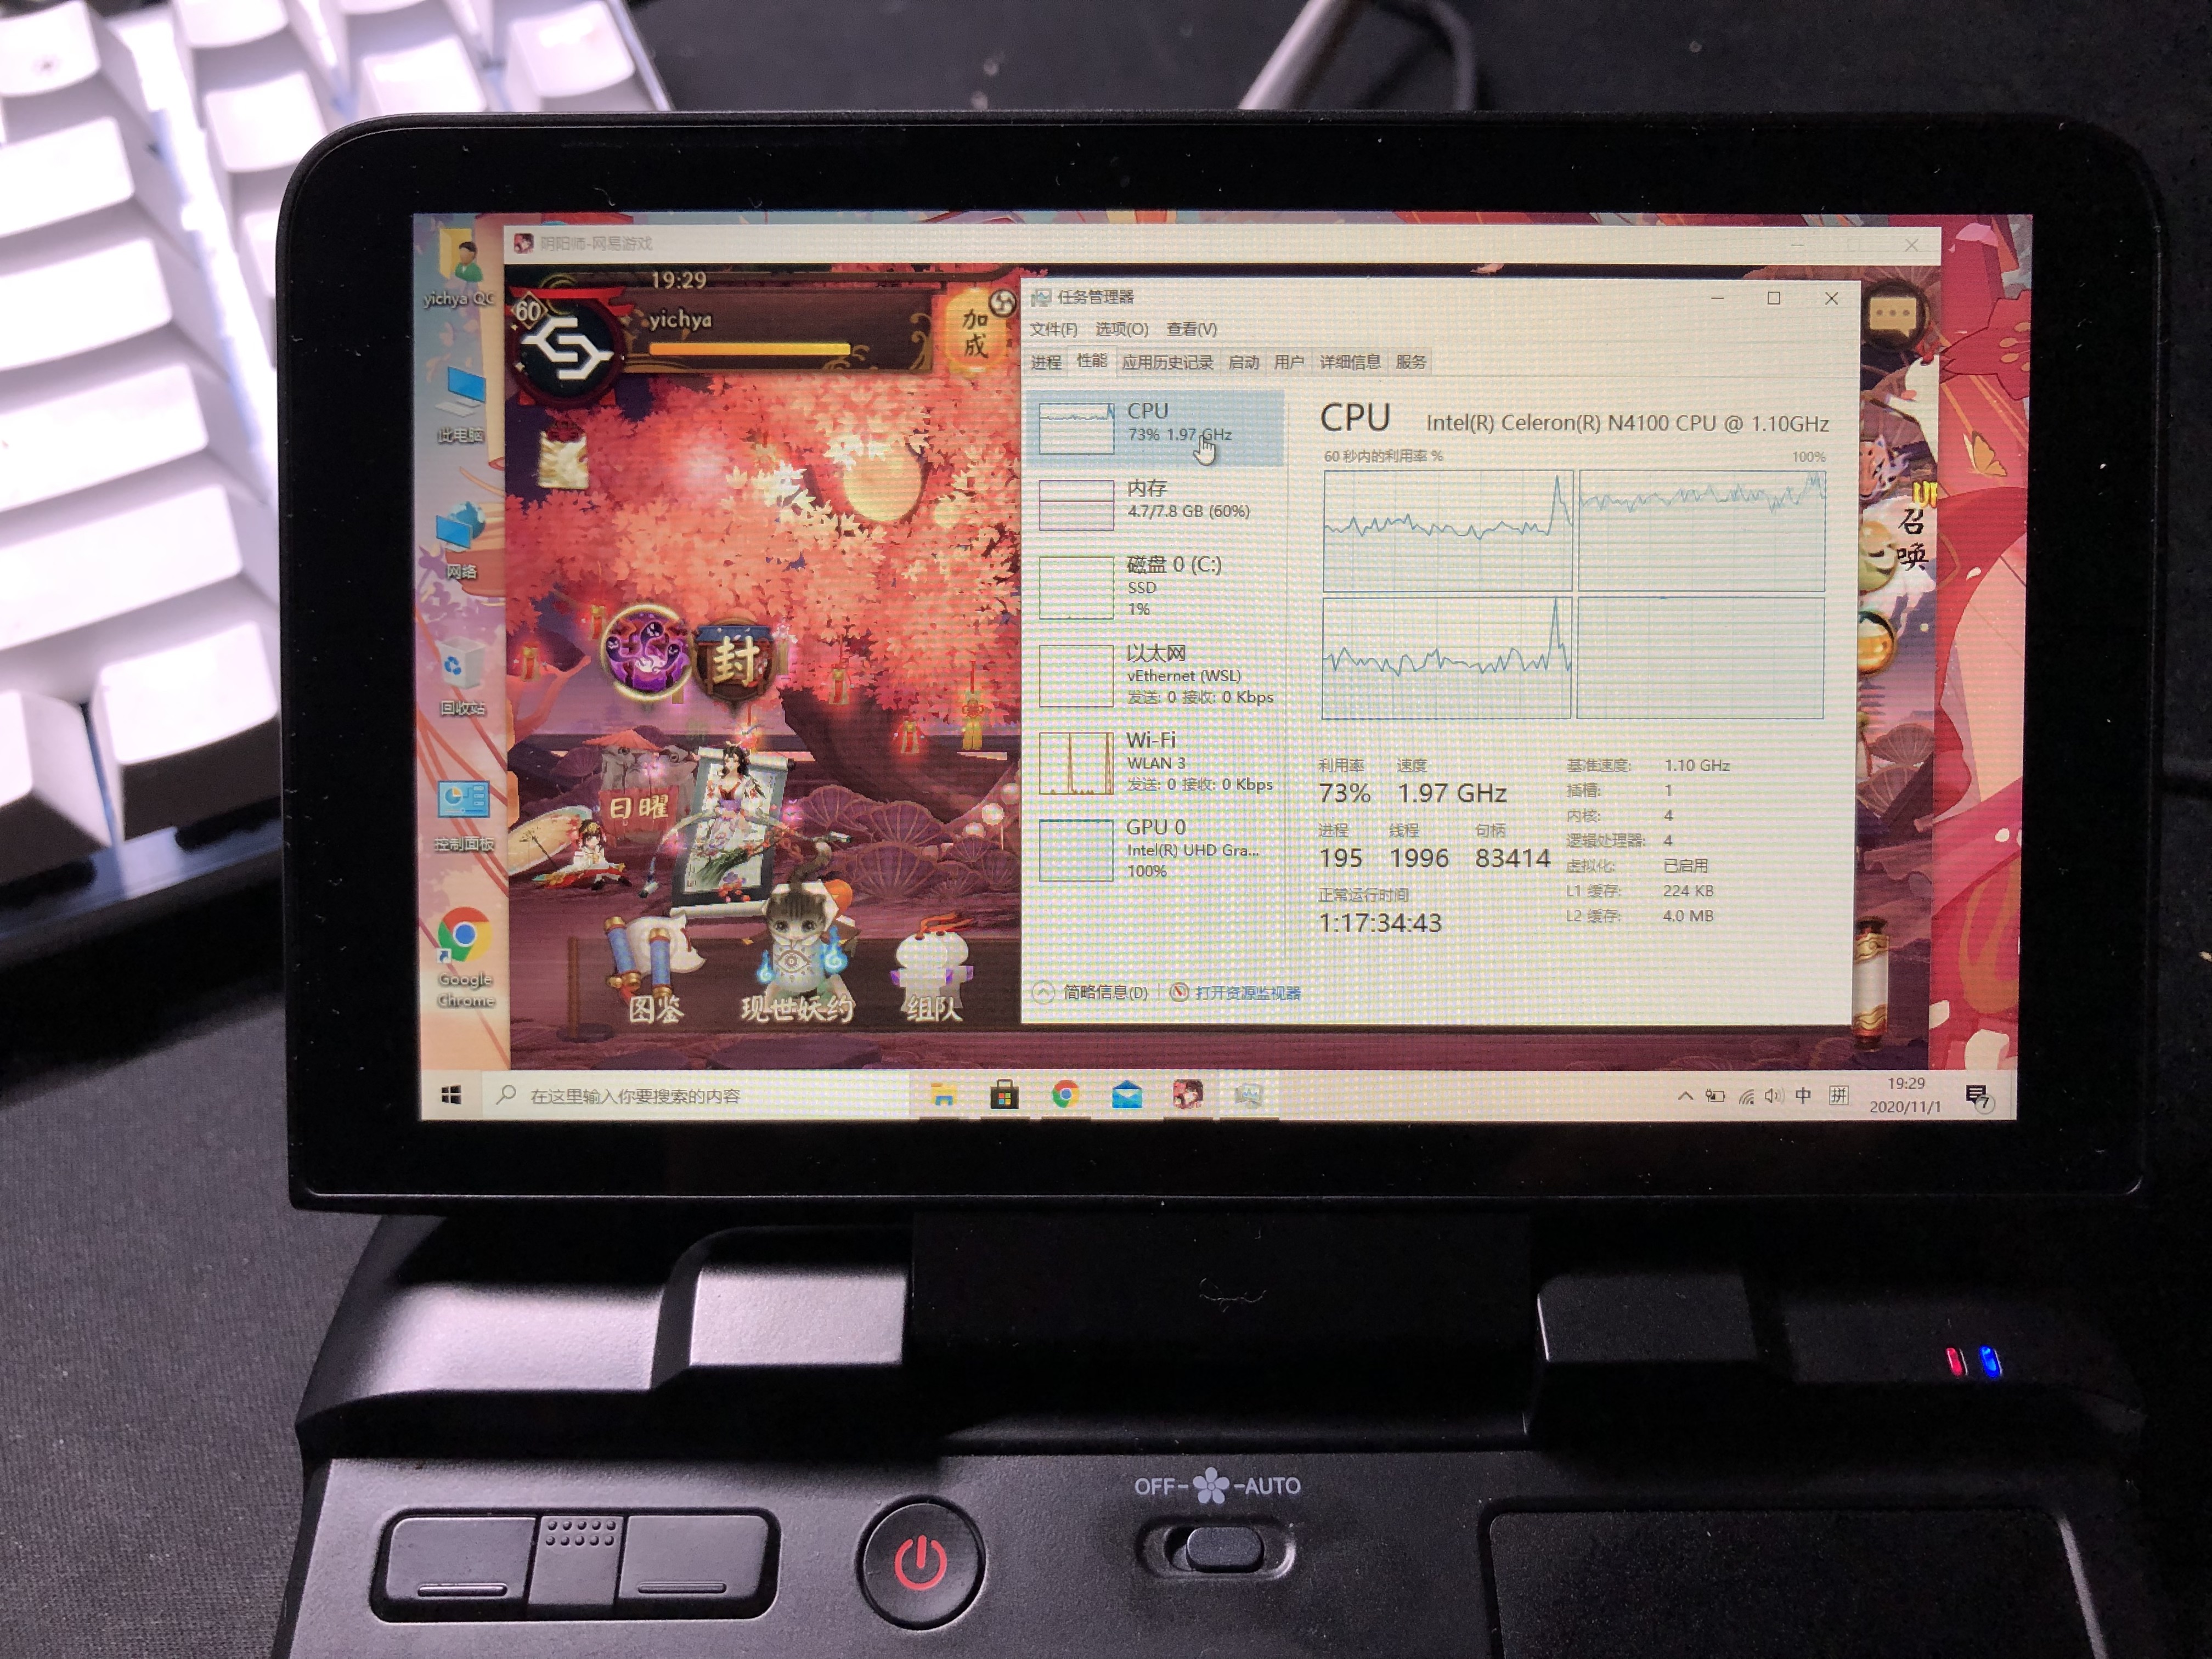 阴阳师-网易游戏
yichya QC
此电脑
网络
回收站
控制面板
Google
Chrome
19:29
60
yichya
加成
封
日曜
图鉴
现世妖约
组队
召唤
任务管理器
文件(F) 选项(O) 查看(V)
进程 性能 应用历史记录 启动 用户 详细信息 服务
CPU
73% 1.97 GHz
内存
4.7/7.8 GB (60%)
磁盘 0 (C:)
SSD
1%
以太网
vEthernet (WSL)
发送: 0 接收: 0 Kbps
Wi-Fi
WLAN 3
发送: 0 接收: 0 Kbps
GPU 0
Intel(R) UHD Gra...
100%
CPU Intel(R) Celeron(R) N4100 CPU @ 1.10GHz
60 秒内的利用率 % 100%
利用率 速度
73% 1.97 GHz
进程 线程 句柄
195 1996 83414
正常运行时间
1:17:34:43
基准速度: 1.10 GHz
插槽: 1
内核: 4
逻辑处理器: 4
虚拟化: 已启用
L1 缓存: 224 KB
L2 缓存: 4.0 MB
简略信息(D) 打开资源监视器
在这里输入你要搜索的内容
中 拼
19:29
2020/11/1
7
OFF- -AUTO